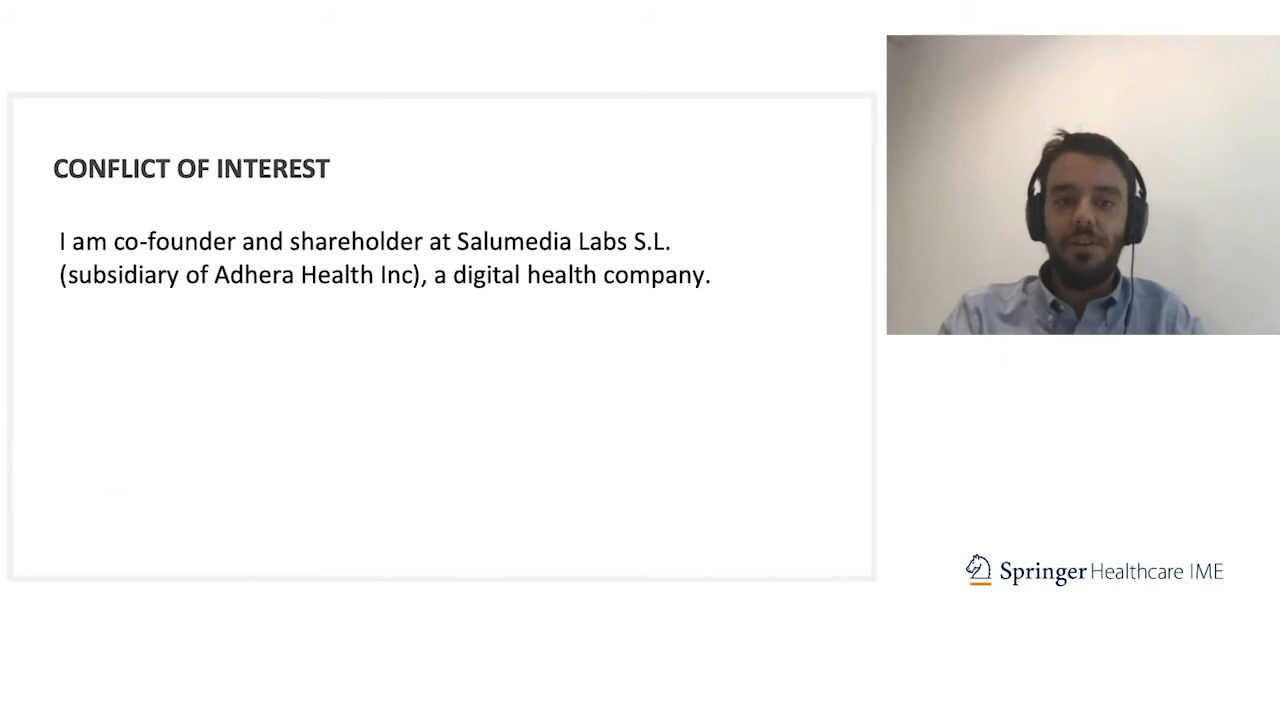 CONFLICT OF INTEREST
I am co-founder and shareholder at Salumedia Labs S.L.
(subsidiary of Adhera Health Inc), a digital health company.
Springer Healthcare IME